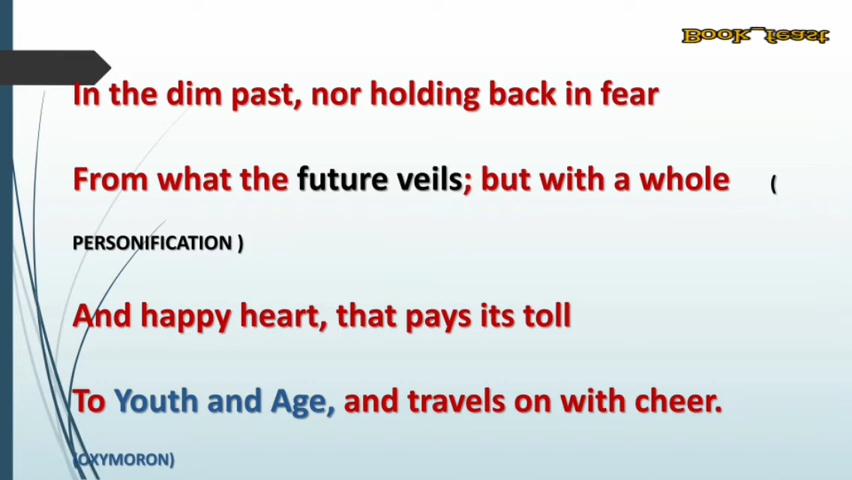 Book_feast
In the dim past, nor holding back in fear
From what the future veils; but with a whole (
PERSONIFICATION )
And happy heart, that pays its toll
To Youth and Age, and travels on with cheer.
(OXYMORON)